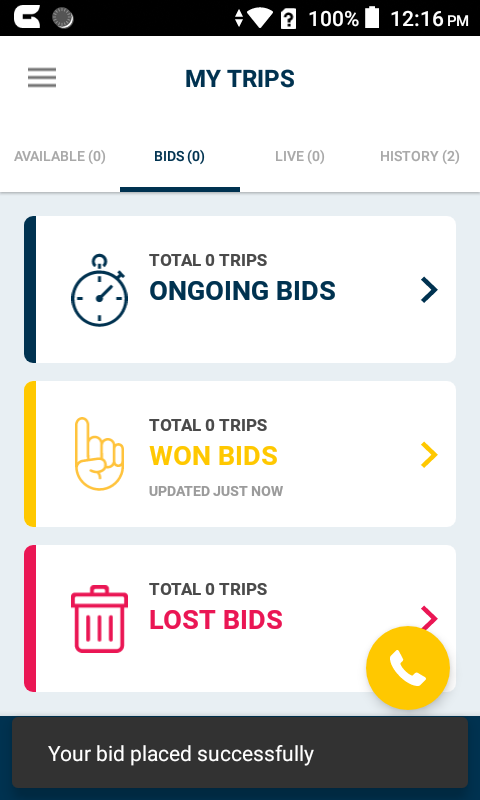 100% 12:16 PM
MY TRIPS
AVAILABLE (0) BIDS (0) LIVE (0) HISTORY (2)
TOTAL 0 TRIPS
ONGOING BIDS
TOTAL 0 TRIPS
WON BIDS
UPDATED JUST NOW
TOTAL 0 TRIPS
LOST BIDS
Your bid placed successfully